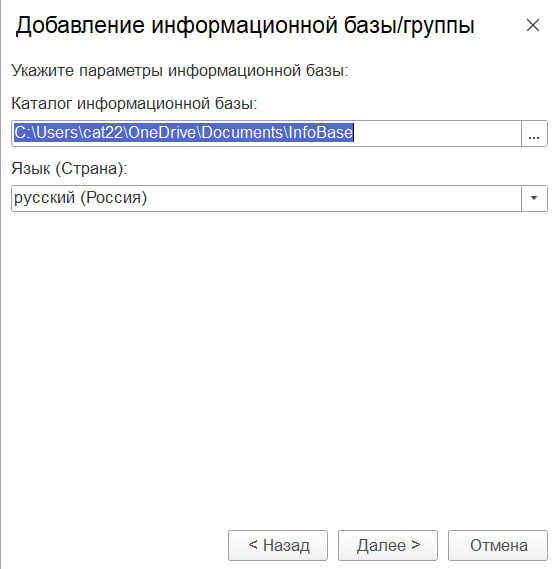 Добавление информационной базы/группы
Укажите параметры информационной базы:
Каталог информационной базы:
C:\Users\cat22\OneDrive\Documents\InfoBase
...
Язык (Страна):
русский (Россия)
< Назад
Далее >
Отмена